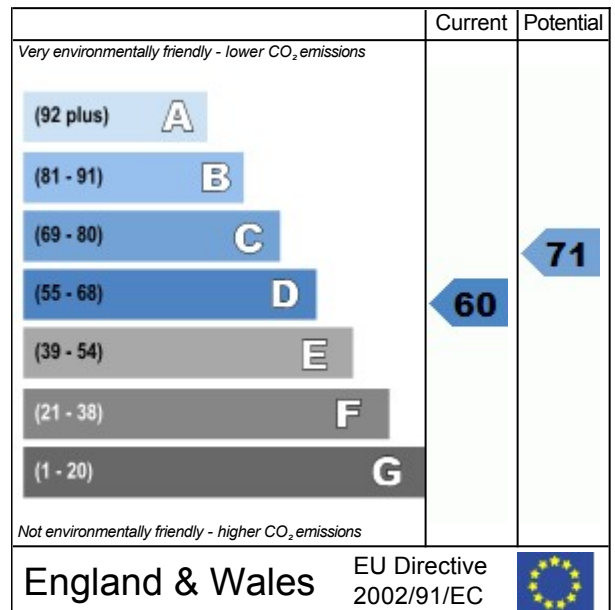 Current Potential
Very environmentally friendly - lower CO₂ emissions
(92 plus) A
(81 - 91) B
(69 - 80) C
71
(55 - 68) D
60
(39 - 54) E
(21 - 38) F
(1 - 20) G
Not environmentally friendly - higher CO₂ emissions
England & Wales
EU Directive
2002/91/EC